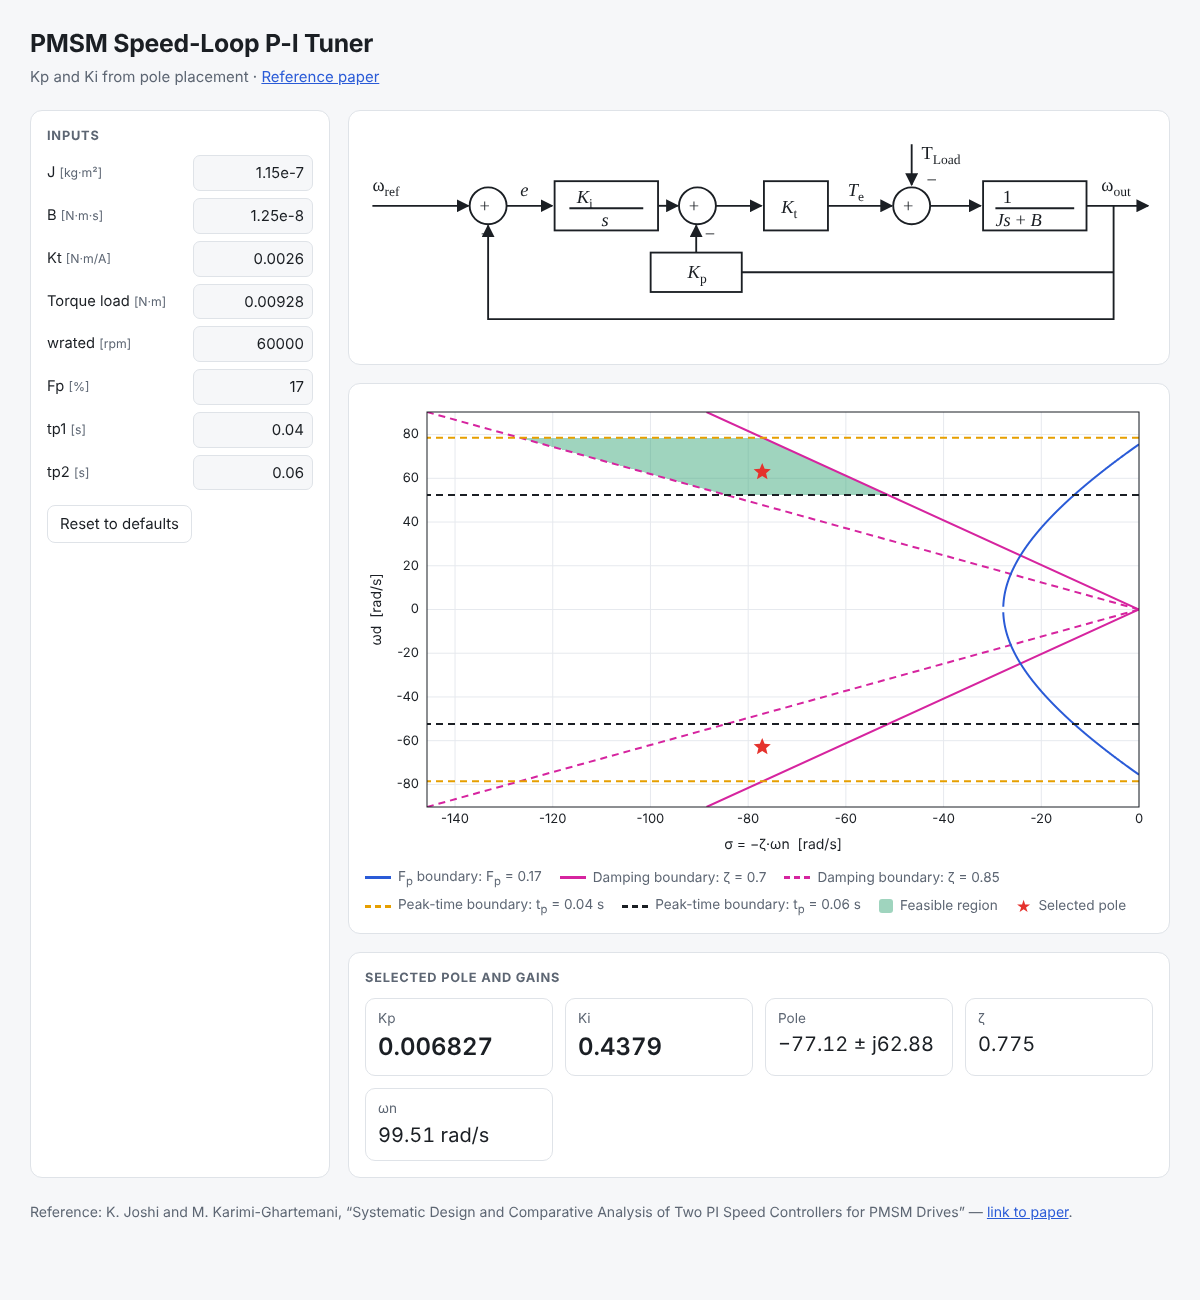 PMSM Speed-Loop P-I Tuner
Kp and Ki from pole placement · Reference paper
INPUTS
J [kg·m²] 1.15e-7
B [N·m·s] 1.25e-8
Kt [N·m/A] 0.0026
Torque load [N·m] 0.00928
wrated [rpm] 60000
Fp [%] 17
tp1 [s] 0.04
tp2 [s] 0.06
Reset to defaults
TLoad
−
ωref + e Ki + Kt Te + 1 ωout
s Js + B
−
Kp
80
60
40
20
0
-20
-40
-60
-80
ωd [rad/s]
-140 -120 -100 -80 -60 -40 -20 0
σ = −ζ·ωn [rad/s]
Fp boundary: Fp = 0.17 Damping boundary: ζ = 0.7 Damping boundary: ζ = 0.85
Peak-time boundary: tp = 0.04 s Peak-time boundary: tp = 0.06 s Feasible region Selected pole
SELECTED POLE AND GAINS
Kp Ki Pole ζ
0.006827 0.4379 −77.12 ± j62.88 0.775
ωn
99.51 rad/s
Reference: K. Joshi and M. Karimi-Ghartemani, “Systematic Design and Comparative Analysis of Two PI Speed Controllers for PMSM Drives” — link to paper.